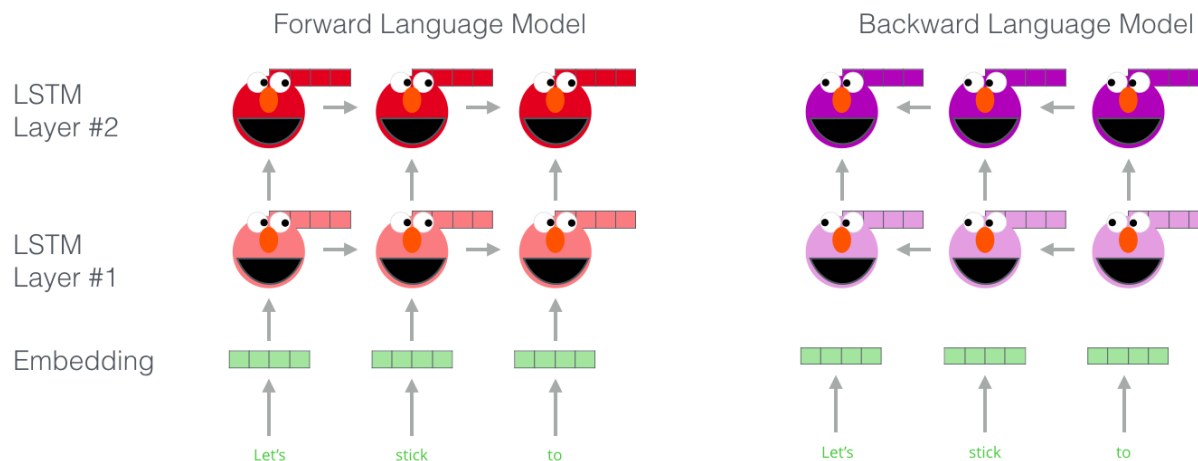 Forward Language Model
Backward Language Model
LSTM
Layer #2
LSTM
Layer #1
Embedding
Let's
stick
to
Let's
stick
to